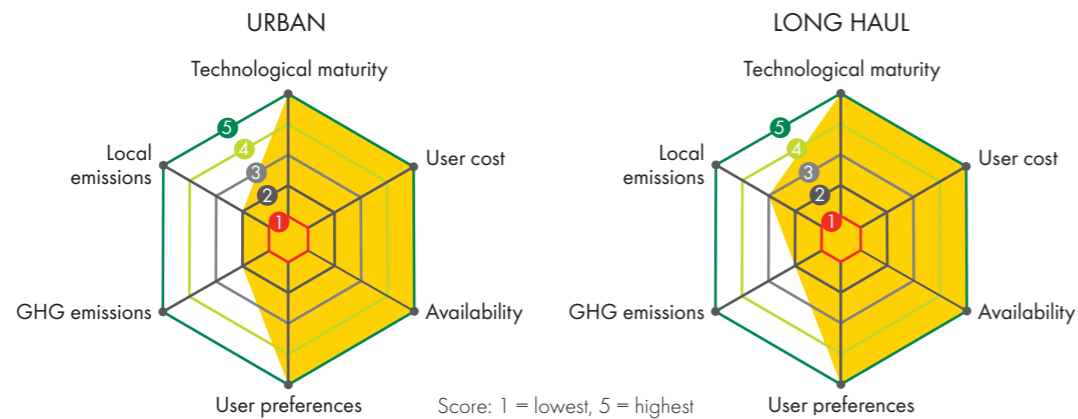 URBAN
Technological maturity
5
4
3
2
1
Local
emissions
User cost
GHG emissions
Availability
User preferences
LONG HAUL
Technological maturity
5
4
3
2
1
Local
emissions
User cost
GHG emissions
Availability
User preferences
Score: 1 = lowest, 5 = highest